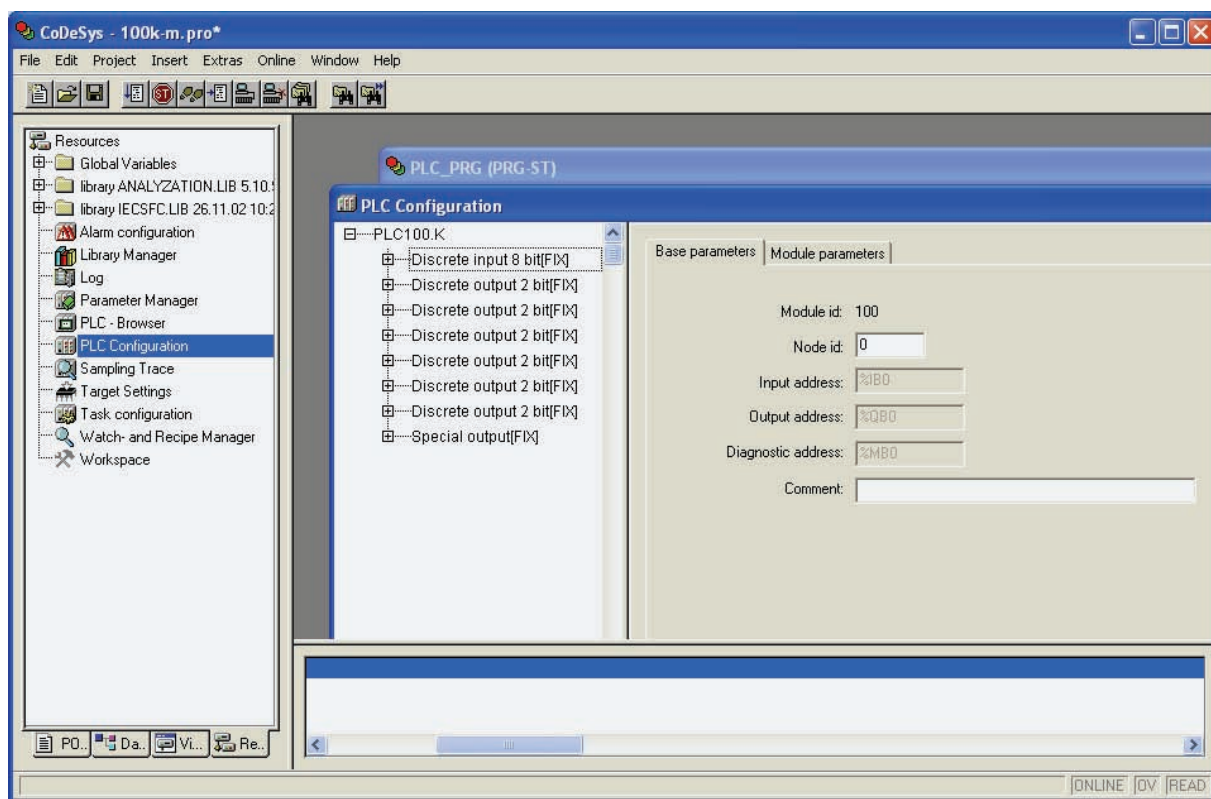 CoDeSys - 100k-m.pro*
File Edit Project Insert Extras Online Window Help
Resources
Global Variables
library ANALYZATION.LIB 5.10.
library IECSFC.LIB 26.11.02 10:2
Alarm configuration
Library Manager
Log
Parameter Manager
PLC - Browser
PLC Configuration
Sampling Trace
Target Settings
Task configuration
Watch- and Recipe Manager
Workspace
PO.. Da.. Vi... Re..
PLC_PRG (PRG-ST)
PLC Configuration
PLC100.K
Discrete input 8 bit[FIX]
Discrete output 2 bit[FIX]
Discrete output 2 bit[FIX]
Discrete output 2 bit[FIX]
Discrete output 2 bit[FIX]
Discrete output 2 bit[FIX]
Discrete output 2 bit[FIX]
Special output[FIX]
Base parameters Module parameters
Module id: 100
Node id: 0
Input address: %IB0
Output address: %QB0
Diagnostic address: %MB0
Comment:
ONLINE OV READ